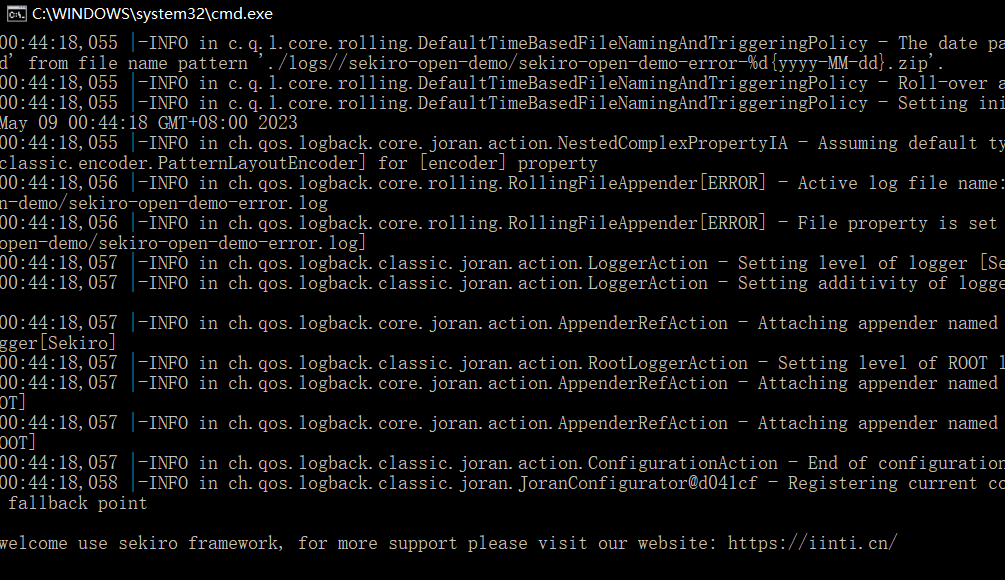 C:\WINDOWS\system32\cmd.exe
00:44:18,055 |-INFO in c.q.l.core.rolling.DefaultTimeBasedFileNamingAndTriggeringPolicy - The date pa
d' from file name pattern './logs//sekiro-open-demo/sekiro-open-demo-error-%d{yyyy-MM-dd}.zip'.
00:44:18,055 |-INFO in c.q.l.core.rolling.DefaultTimeBasedFileNamingAndTriggeringPolicy - Roll-over a
00:44:18,055 |-INFO in c.q.l.core.rolling.DefaultTimeBasedFileNamingAndTriggeringPolicy - Setting ini
May 09 00:44:18 GMT+08:00 2023
00:44:18,055 |-INFO in ch.qos.logback.core.joran.action.NestedComplexPropertyIA - Assuming default ty
classic.encoder.PatternLayoutEncoder] for [encoder] property
00:44:18,056 |-INFO in ch.qos.logback.core.rolling.RollingFileAppender[ERROR] - Active log file name:
n-demo/sekiro-open-demo-error.log
00:44:18,056 |-INFO in ch.qos.logback.core.rolling.RollingFileAppender[ERROR] - File property is set
open-demo/sekiro-open-demo-error.log]
00:44:18,057 |-INFO in ch.qos.logback.classic.joran.action.LoggerAction - Setting level of logger [Se
00:44:18,057 |-INFO in ch.qos.logback.classic.joran.action.LoggerAction - Setting additivity of logge
00:44:18,057 |-INFO in ch.qos.logback.core.joran.action.AppenderRefAction - Attaching appender named
gger[Sekiro]
00:44:18,057 |-INFO in ch.qos.logback.classic.joran.action.RootLoggerAction - Setting level of ROOT l
00:44:18,057 |-INFO in ch.qos.logback.core.joran.action.AppenderRefAction - Attaching appender named
OT]
00:44:18,057 |-INFO in ch.qos.logback.core.joran.action.AppenderRefAction - Attaching appender named
OOT]
00:44:18,057 |-INFO in ch.qos.logback.classic.joran.action.ConfigurationAction - End of configuration
00:44:18,058 |-INFO in ch.qos.logback.classic.joran.JoranConfigurator@d041cf - Registering current co
fallback point
welcome use sekiro framework, for more support please visit our website: https://iinti.cn/